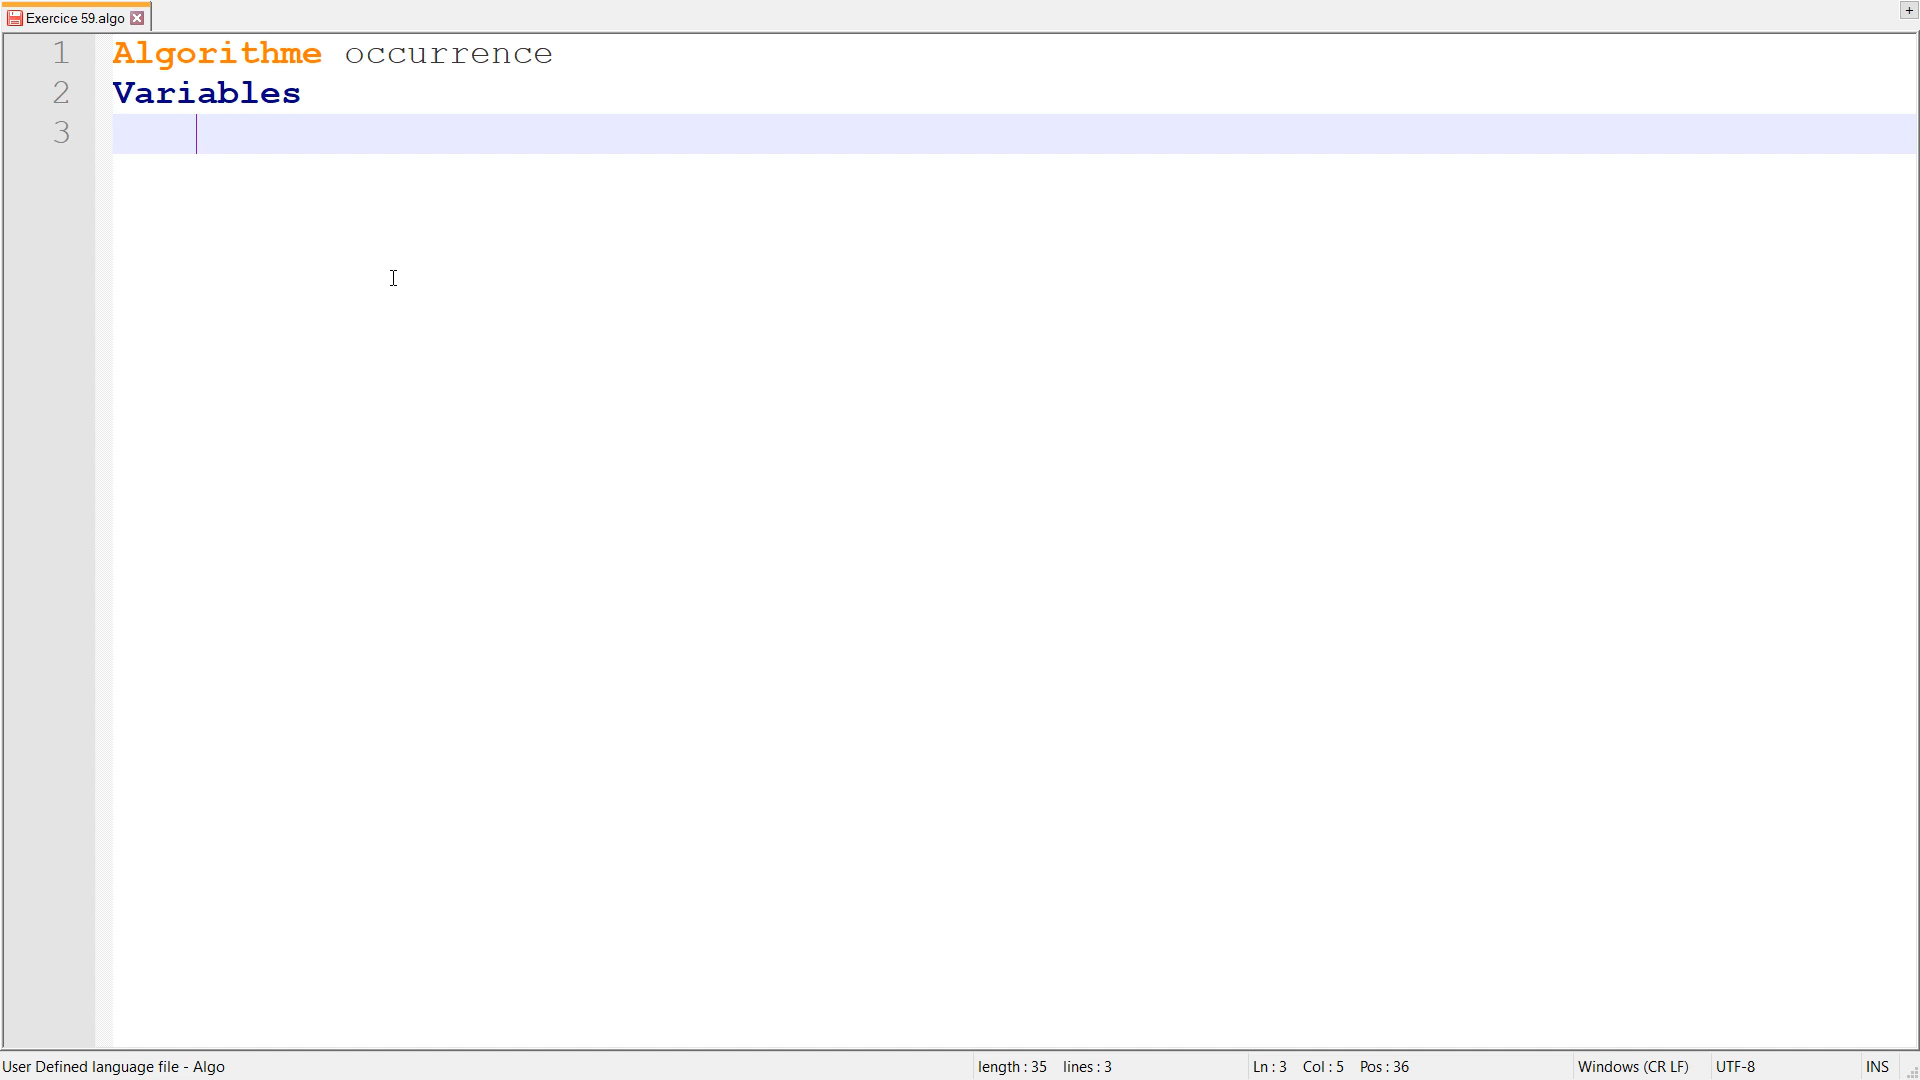 Exercice 59.algo
+
1 Algorithme occurrence
2 Variables
3
User Defined language file - Algo length : 35 lines : 3 Ln : 3 Col : 5 Pos : 36 Windows (CR LF) UTF-8 INS